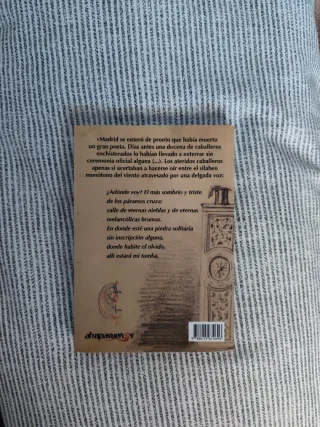 «Madrid se enteró de pronto que había muerto
un gran poeta. Días antes una docena de caballeros
enchisterados lo habían llevado a enterrar sin
ceremonia oficial alguna (...). Los ateridos caballeros
apenas si acertaban a hacerse oír entre el silabeo
monótono del viento atravesado por una delgada voz:
¿Adónde voy? El más sombrío y triste
de los páramos cruza:
valle de eternas nieblas y de eternas
melancólicas brumas.
En donde esté una piedra solitaria
sin inscripción alguna,
donde habite el olvido,
allí estará mi tumba.